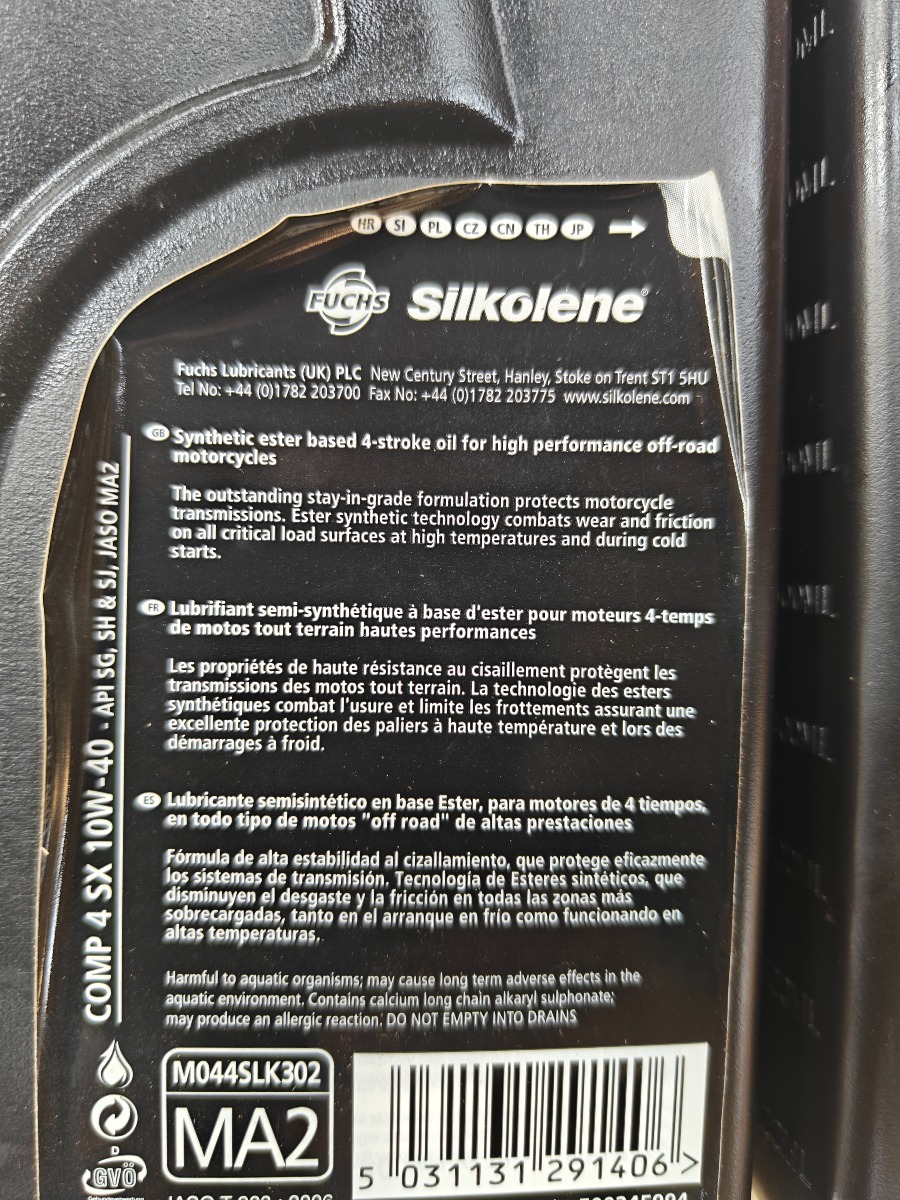 HR SI PL CZ CN TH JP
FUCHS Silkolene®
Fuchs Lubricants (UK) PLC New Century Street, Hanley, Stoke on Trent ST1 5HU
Tel No: +44 (0)1782 203700 Fax No: +44 (0)1782 203775 www.silkolene.com
GB Synthetic ester based 4-stroke oil for high performance off-road
motorcycles
The outstanding stay-in-grade formulation protects motorcycle
transmissions. Ester synthetic technology combats wear and friction
on all critical load surfaces at high temperatures and during cold
starts.
FR Lubrifiant semi-synthétique à base d'ester pour moteurs 4-temps
de motos tout terrain hautes performances
Les propriétés de haute résistance au cisaillement protègent les
transmissions des motos tout terrain. La technologie des esters
synthétiques combat l'usure et limite les frottements assurant une
excellente protection des paliers à haute température et lors des
démarrages à froid.
ES Lubricante semisintético en base Ester, para motores de 4 tiempos,
en todo tipo de motos "off road" de altas prestaciones
Fórmula de alta estabilidad al cizallamiento, que protege eficazmente
los sistemas de transmisión. Tecnología de Esteres sintéticos, que
disminuyen el desgaste y la fricción en todas las zonas más
sobrecargadas, tanto en el arranque en frío como funcionando en
altas temperaturas.
Harmful to aquatic organisms; may cause long term adverse effects in the
aquatic environment. Contains calcium long chain alkaryl sulphonate;
may produce an allergic reaction. DO NOT EMPTY INTO DRAINS
COMP 4 SX 10W-40 - API SG, SH & SJ, JASO MA2
M044SLK302
MA2
5 031131 291406 >
D
GVÖ